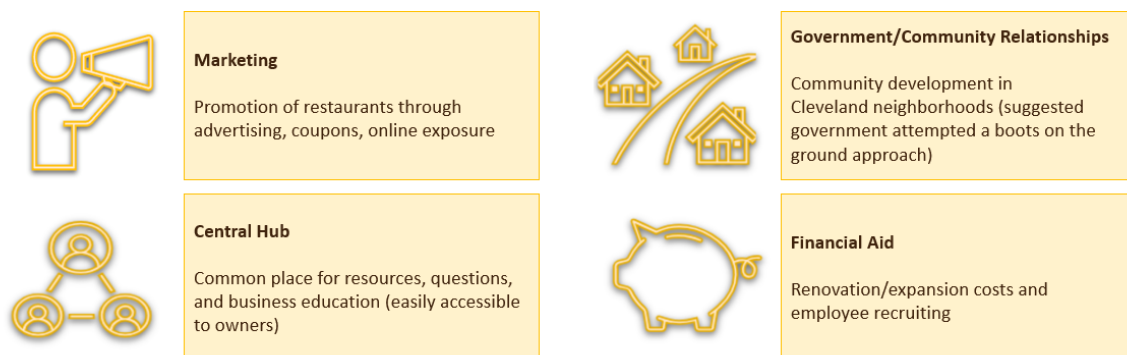 Marketing
Promotion of restaurants through
advertising, coupons, online exposure
Government/Community Relationships
Community development in
Cleveland neighborhoods (suggested
government attempted a boots on the
ground approach)
Central Hub
Common place for resources, questions,
and business education (easily accessible
to owners)
Financial Aid
Renovation/expansion costs and
employee recruiting